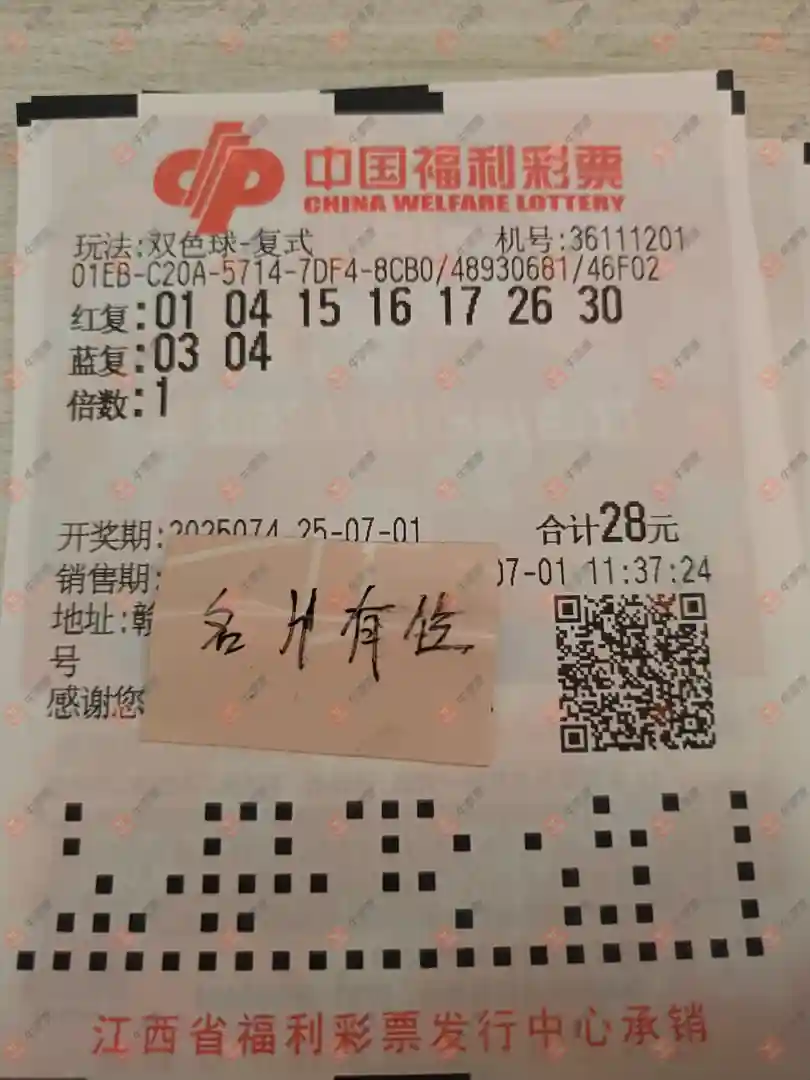 中国福利彩票
CHINA WELFARE LOTTERY
玩法:双色球-复式 机号:36111201
01EB-C20A-5714-7DF4-8CB0/48930681/46F02
红复:01 04 15 16 17 26 30
蓝复:03 04
倍数:1
开奖期:2025074 25-07-01 合计28元
销售期: 07-01 11:37:24
地址:赣
名片有位
号
感谢您
江西省福利彩票发行中心承销